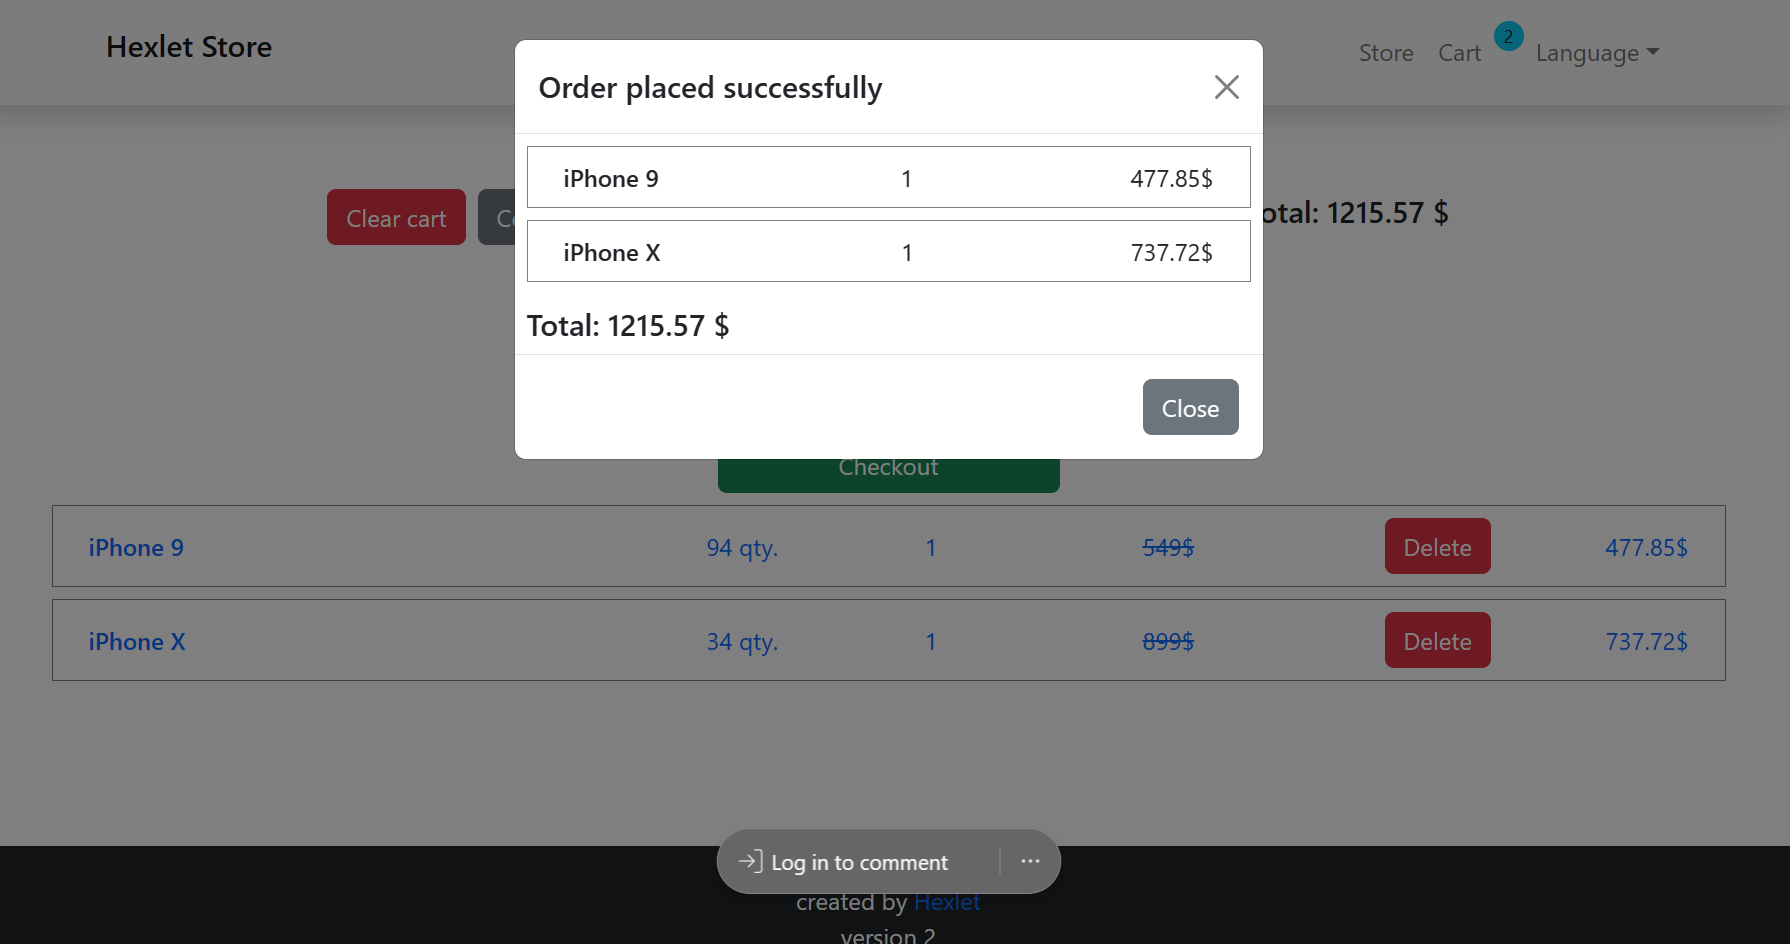 Hexlet Store
Store Cart 2 Language
Order placed successfully
iPhone 9 1 477.85$
iPhone X 1 737.72$
Total: 1215.57 $
Close
Clear cart
otal: 1215.57 $
Checkout
iPhone 9 94 qty. 1 549$ Delete 477.85$
iPhone X 34 qty. 1 899$ Delete 737.72$
Log in to comment
created by Hexlet
version 2